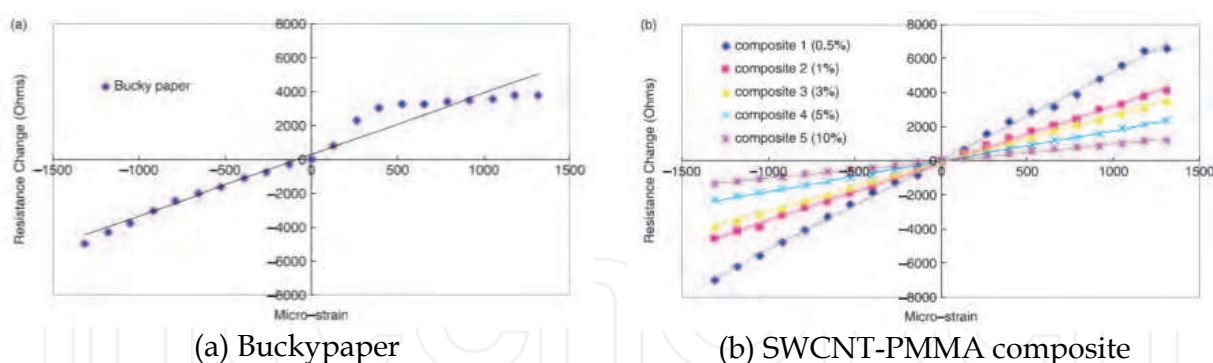 (a)
Resistance Change (Ohms)
8000
6000
4000
2000
0
−2000
−4000
−6000
−8000
−1500
−1000
−500
0
500
1000
1500
Bucky paper
Micro−strain
(a) Buckypaper
(b)
Resistance Change (Ohms)
8000
6000
4000
2000
0
−2000
−4000
−6000
−8000
−1500
−1000
−500
0
500
1000
1500
composite 1 (0.5%)
composite 2 (1%)
composite 3 (3%)
composite 4 (5%)
composite 5 (10%)
Micro−strain
(b) SWCNT-PMMA composite